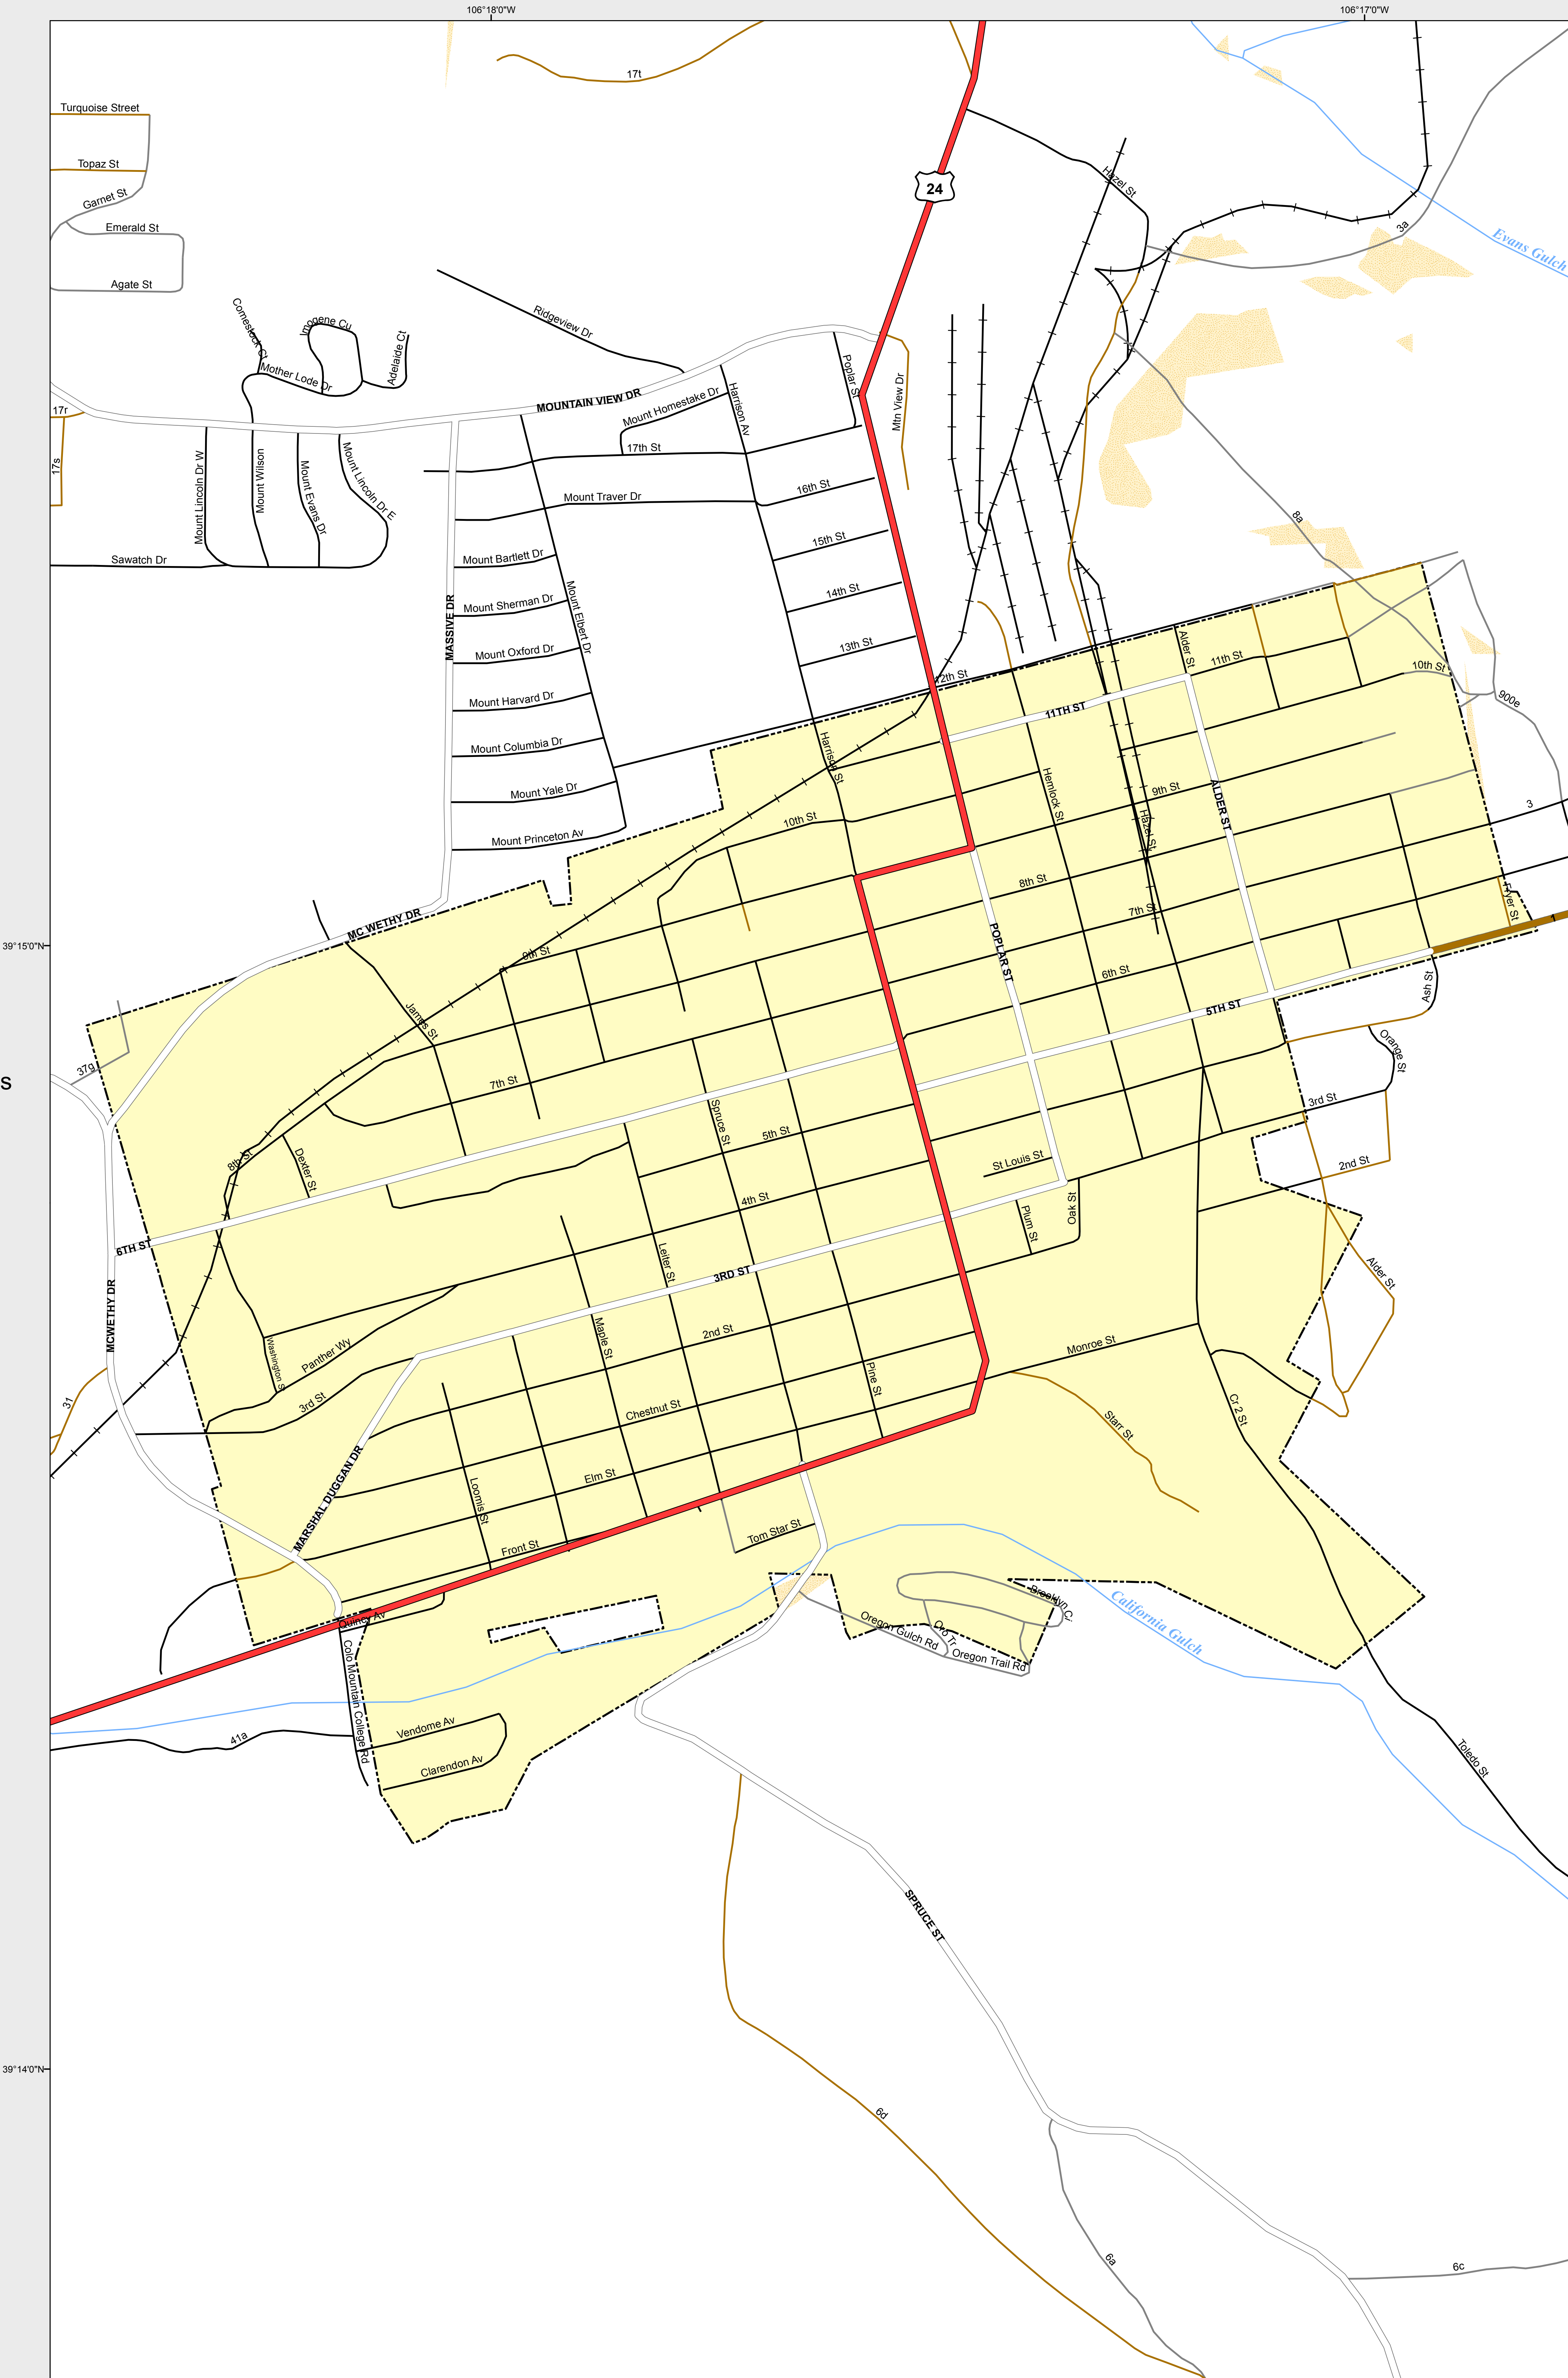 106°18'0"W
106°17'0"W
17t
Turquoise Street
Topaz St
Garnet St
Emerald St
Agate St
24
Hazel St
3a
Evans Gulch
Comestock Ct
Imogene Cu
Mother Lode Dr
Adelaide Ct
Ridgeview Dr
MOUNTAIN VIEW DR
Mount Homestake Dr
Harrison Av
Poplar St
Mtn View Dr
17r
17s
17th St
16th St
Mount Traver Dr
Mount Lincoln Dr W
Mount Wilson
Mount Evans Dr
Mount Lincoln Dr E
Sawatch Dr
15th St
14th St
13th St
12th St
8a
Mount Bartlett Dr
Mount Sherman Dr
Mount Elbert Dr
MASSIVE DR
Mount Oxford Dr
Mount Harvard Dr
Mount Columbia Dr
Mount Yale Dr
Mount Princeton Av
Alder St
11th St
10th St
900e
11TH ST
Harrison St
Hemlock St
9th St
ALDER ST
Hazel St
3
10th St
8th St
7th St
Fryer St
MC WETHY DR
39°15'0"N
9th St
POPLAR ST
6th St
5TH ST
Ash St
James St
Orange St
S
37g
7th St
Spruce St
5th St
3rd St
8th St
Dexter St
St Louis St
2nd St
4th St
Oak St
Plum St
6TH ST
Leiter St
3RD ST
Alder St
MCWETHY DR
Washington S
Panther Wy
Maple St
2nd St
Monroe St
Pine St
31
3rd St
Chestnut St
Cr 2 St
Starr St
MARSHAL DUGGAN DR
Elm St
Loomis St
Front St
Tom Star St
Quincy Av
Brooklyn Ci
California Gulch
Oregon Gulch Rd
Oro Tr
Oregon Trail Rd
Colo Mountain College Rd
41a
Vendome Av
Clarendon Av
Toledo St
SPRUCE ST
39°14'0"N
6d
6a
6c